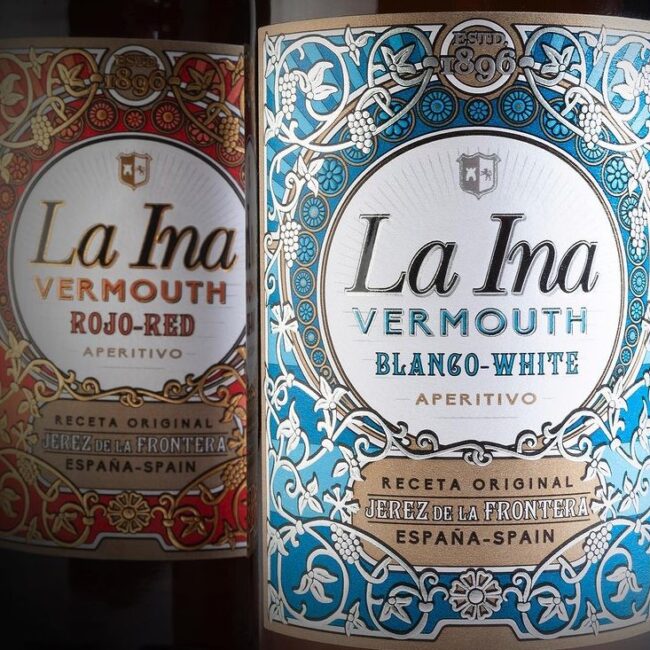 ESTD.
1896
La Ina
VERMOUTH
ROJO-RED
APERITIVO
RECETA ORIGINAL
JEREZ DE LA FRONTERA
ESPAÑA-SPAIN
ESTD.
1896
La Ina
VERMOUTH
BLANCO-WHITE
APERITIVO
RECETA ORIGINAL
JEREZ DE LA FRONTERA
ESPAÑA-SPAIN